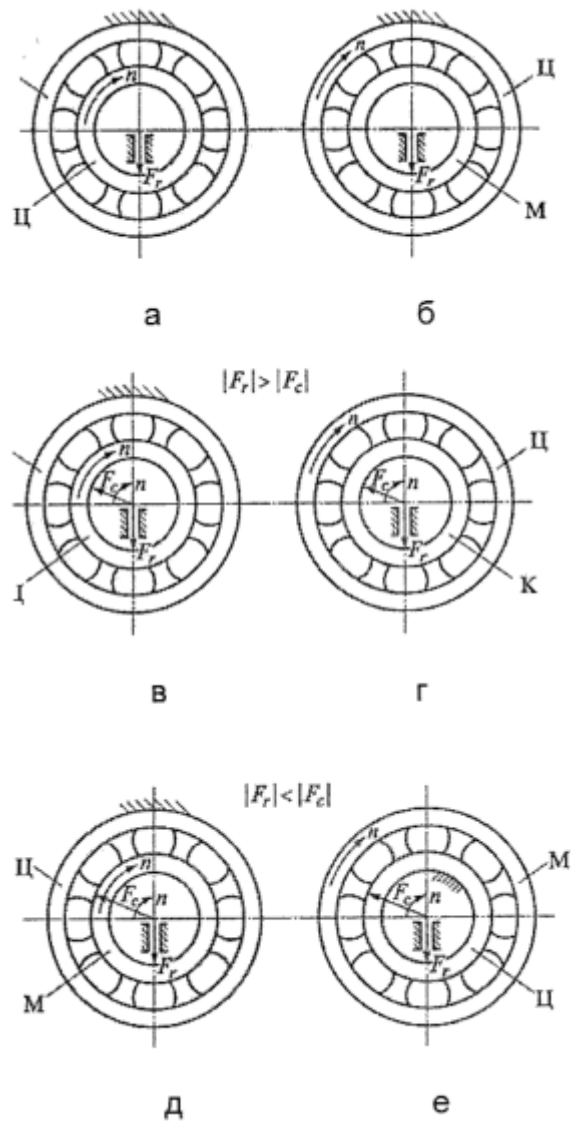 n n Ц
F_r F_r
Ц М
а б
|F_r| > |F_c|
n n Ц
F_c n F_c n
F_r F_r
К
в г
|F_r| < |F_c|
Ц n n М
F_c n F_c n
F_r F_r
М Ц
д е